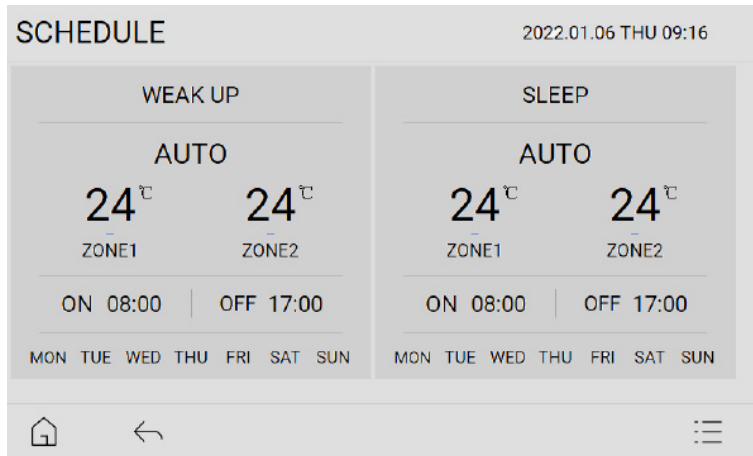 SCHEDULE
2022.01.06 THU 09:16
WEAK UP
AUTO
24℃ 24℃
ZONE1 ZONE2
ON 08:00 OFF 17:00
MON TUE WED THU FRI SAT SUN
SLEEP
AUTO
24℃ 24℃
ZONE1 ZONE2
ON 08:00 OFF 17:00
MON TUE WED THU FRI SAT SUN